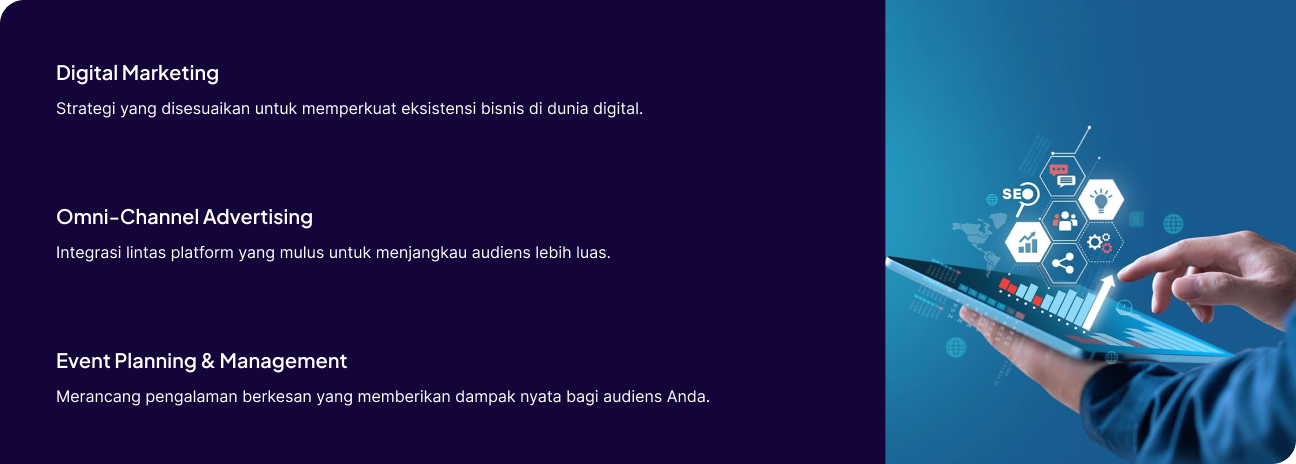 Digital Marketing
Strategi yang disesuaikan untuk memperkuat eksistensi bisnis di dunia digital.
Omni-Channel Advertising
Integrasi lintas platform yang mulus untuk menjangkau audiens lebih luas.
Event Planning & Management
Merancang pengalaman berkesan yang memberikan dampak nyata bagi audiens Anda.
SEO